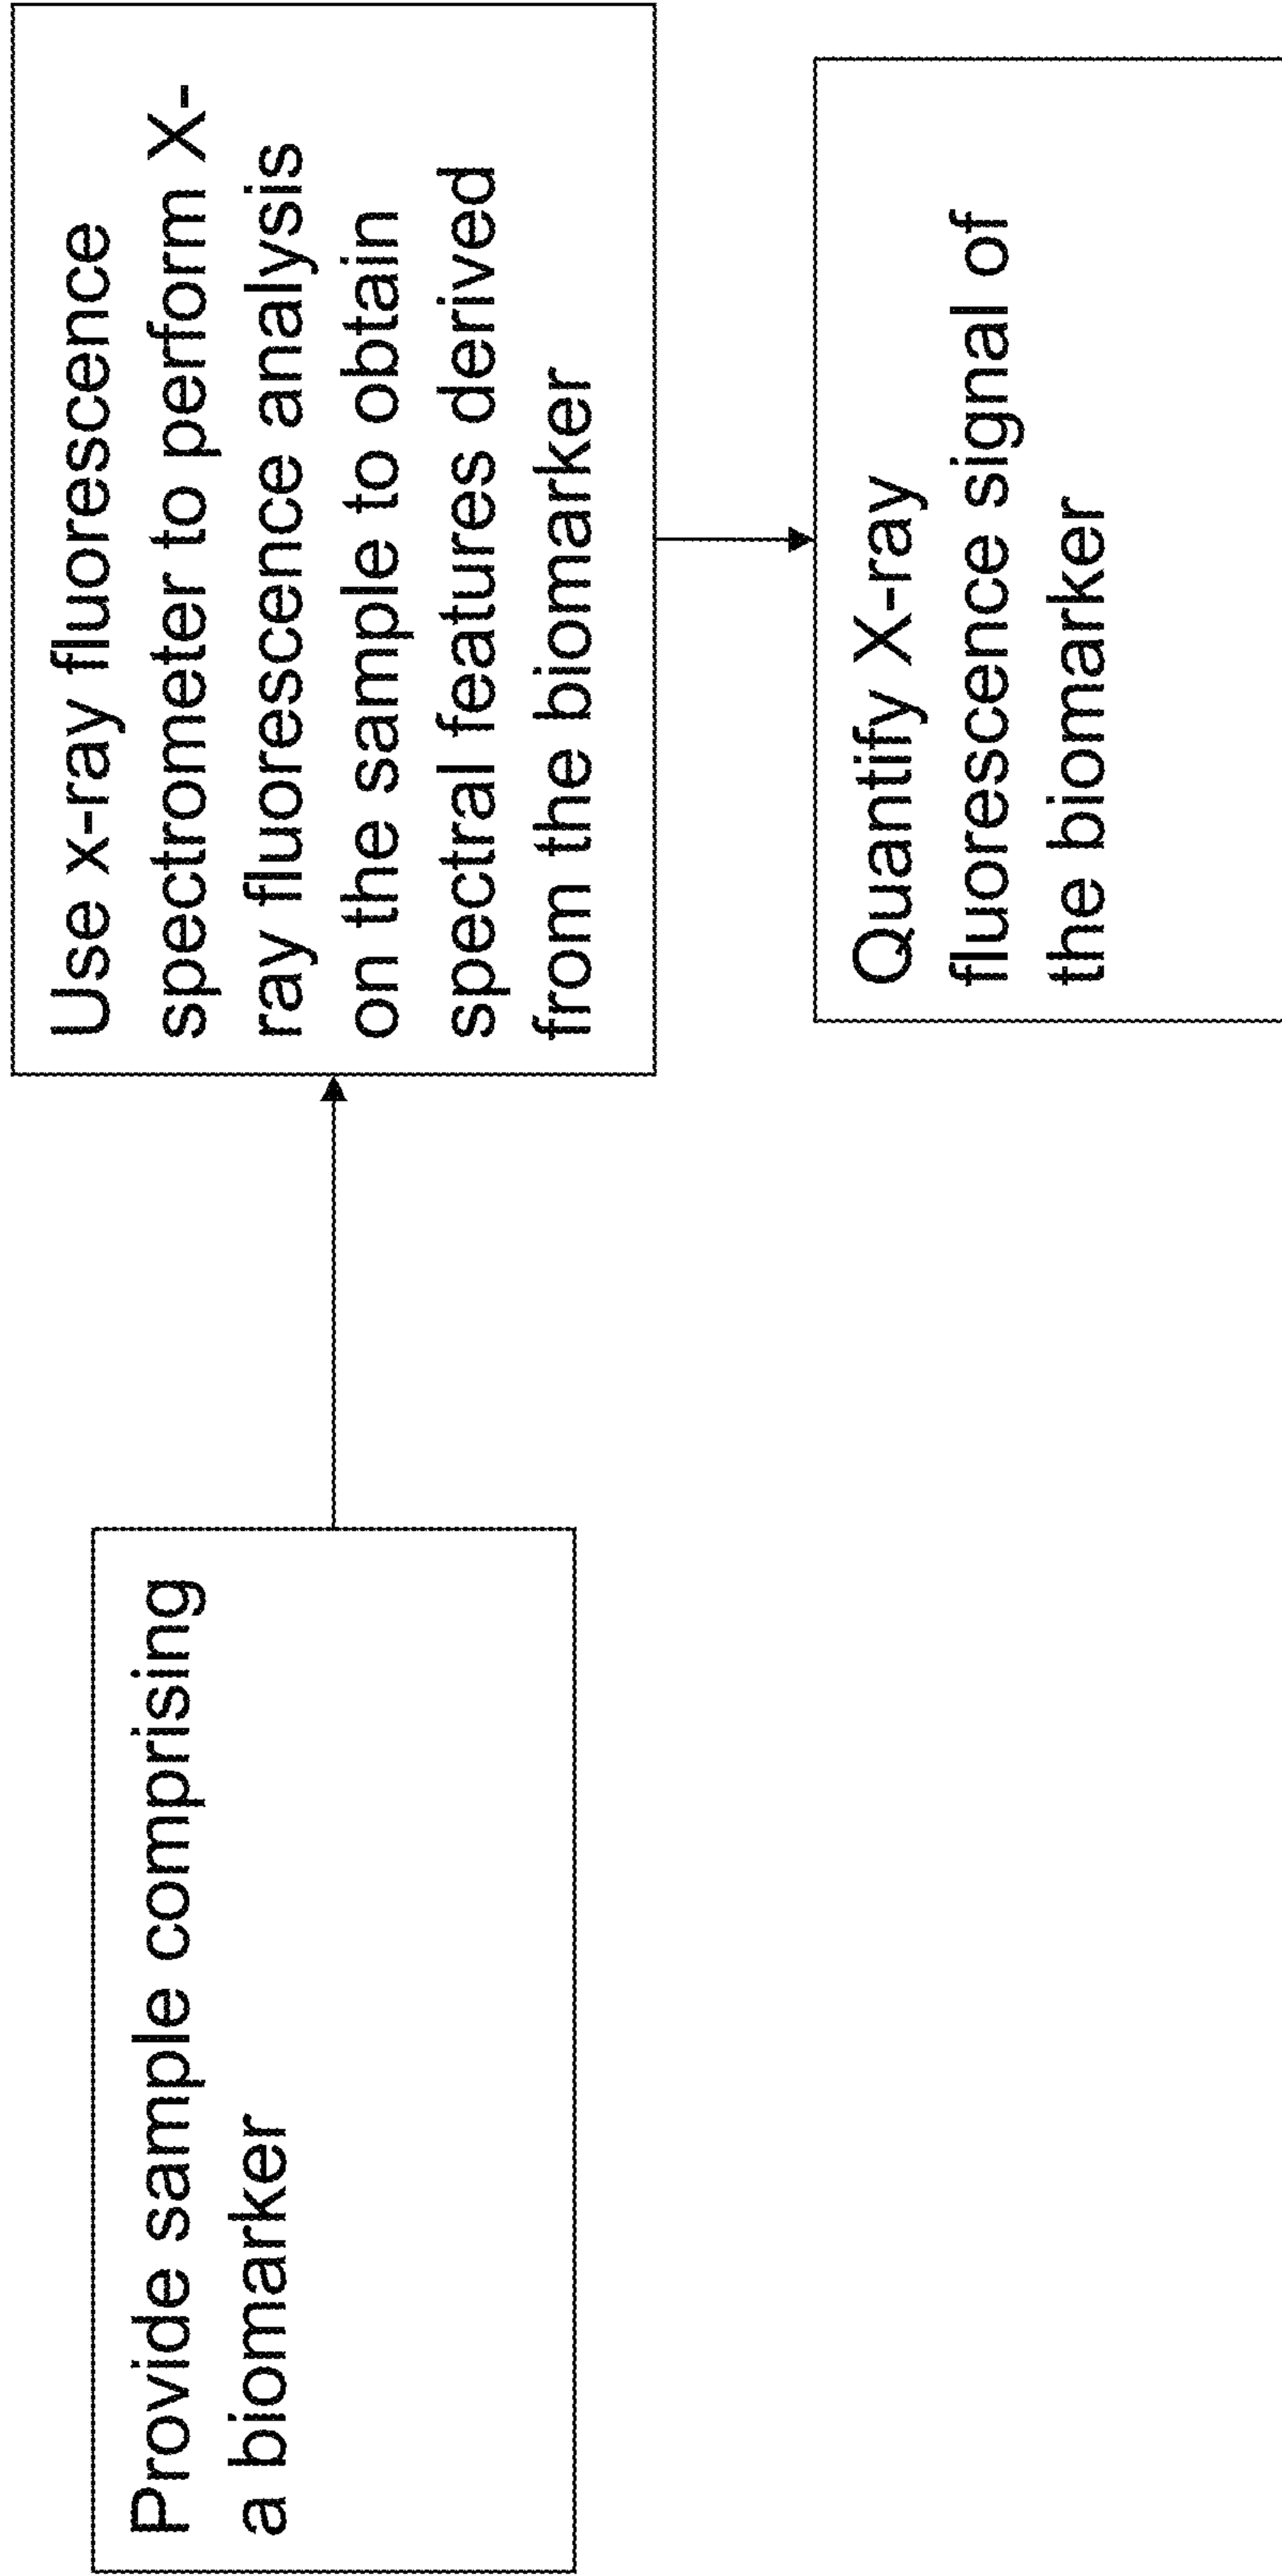 Provide sample comprising
a biomarker
Use x-ray fluorescence
spectrometer to perform X-
ray fluorescence analysis
on the sample to obtain
spectral features derived
from the biomarker
Quantify X-ray
fluorescence signal of
the biomarker